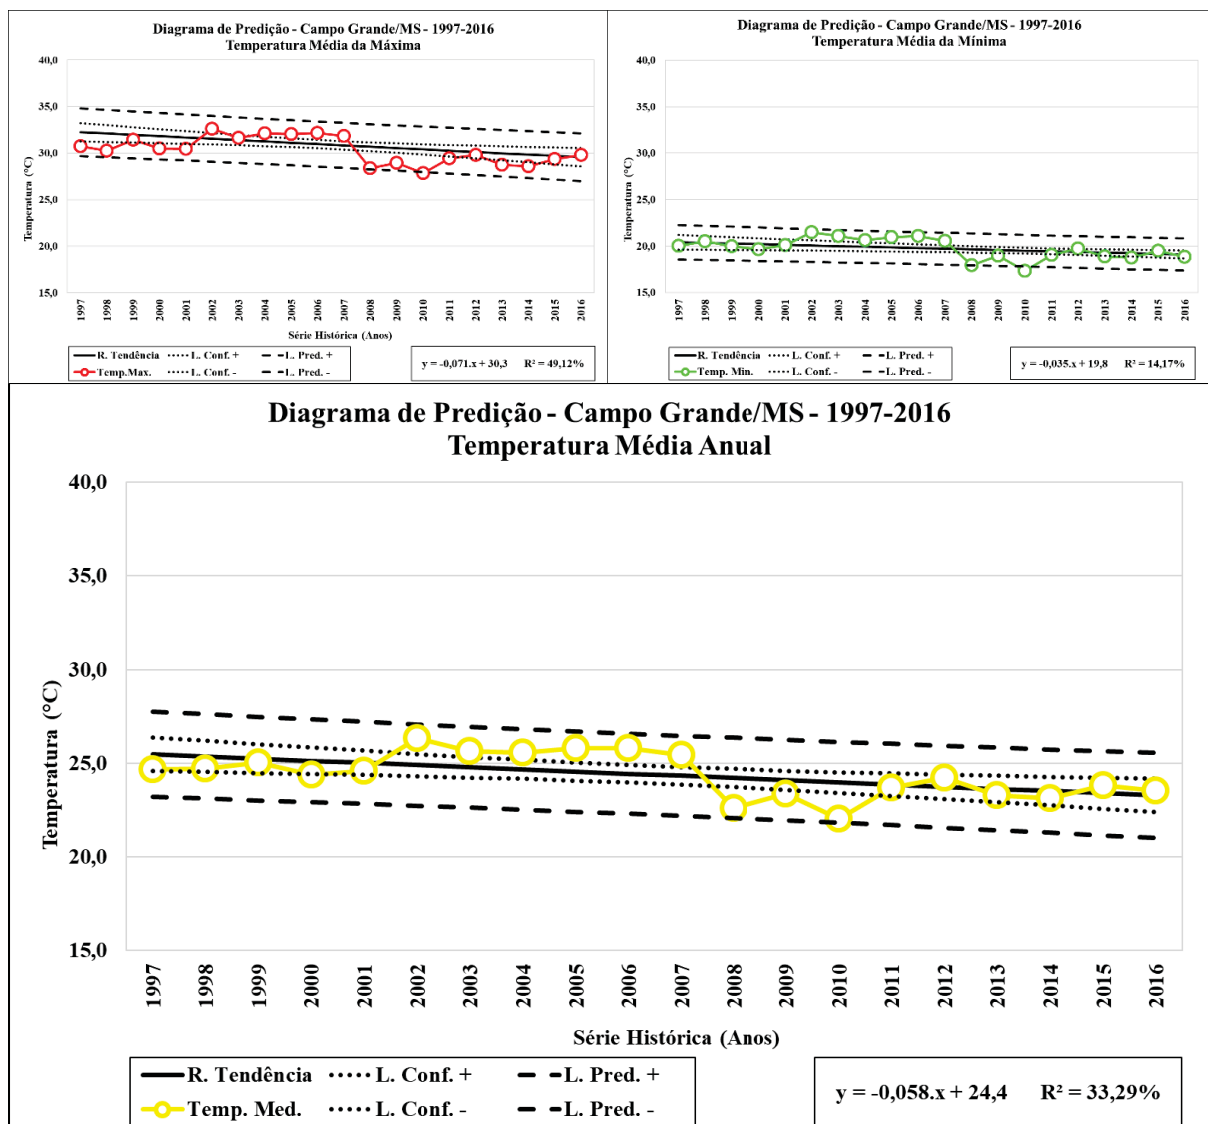 Diagrama de Predição - Campo Grande/MS - 1997-2016
Temperatura Média da Máxima
40,0
35,0
30,0
25,0
20,0
15,0
Temperatura (°C)
1997 1998 1999 2000 2001 2002 2003 2004 2005 2006 2007 2008 2009 2010 2011 2012 2013 2014 2015 2016
Série Histórica (Anos)
R. Tendência L. Conf. + L. Pred. +
Temp.Max. L. Conf. - L. Pred. -
y = -0,071.x + 30,3 R² = 49,12%
Diagrama de Predição - Campo Grande/MS - 1997-2016
Temperatura Média da Mínima
40,0
35,0
30,0
25,0
20,0
15,0
Temperatura (°C)
1997 1998 1999 2000 2001 2002 2003 2004 2005 2006 2007 2008 2009 2010 2011 2012 2013 2014 2015 2016
R. Tendência L. Conf. + L. Pred. +
Temp. Min. L. Conf. - L. Pred. -
y = -0,035.x + 19,8 R² = 14,17%
Diagrama de Predição - Campo Grande/MS - 1997-2016
Temperatura Média Anual
40,0
35,0
30,0
25,0
20,0
15,0
Temperatura (°C)
1997 1998 1999 2000 2001 2002 2003 2004 2005 2006 2007 2008 2009 2010 2011 2012 2013 2014 2015 2016
Série Histórica (Anos)
R. Tendência L. Conf. + L. Pred. +
Temp. Med. L. Conf. - L. Pred. -
y = -0,058.x + 24,4 R² = 33,29%